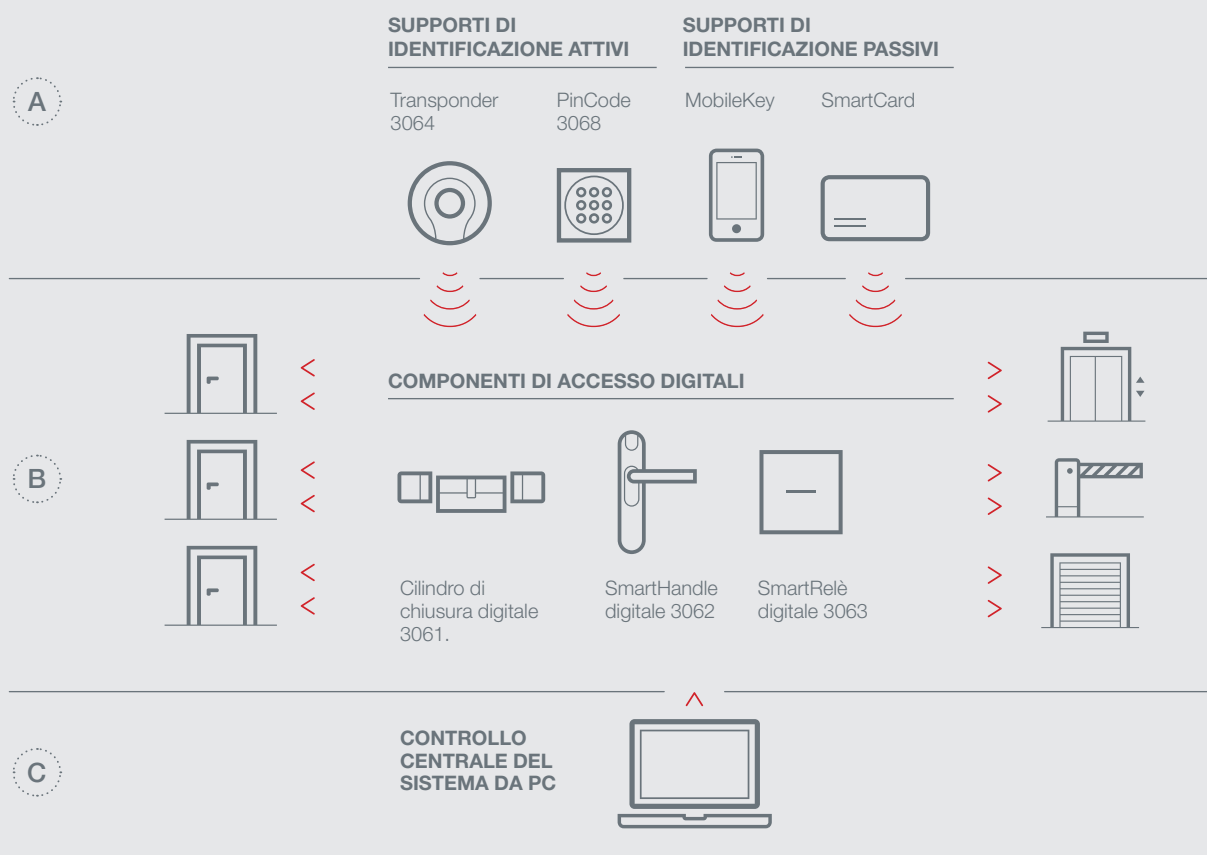 SUPPORTI DI
IDENTIFICAZIONE ATTIVI
SUPPORTI DI
IDENTIFICAZIONE PASSIVI
A
Transponder
3064
PinCode
3068
MobileKey
SmartCard
COMPONENTI DI ACCESSO DIGITALI
B
Cilindro di
chiusura digitale
3061.
SmartHandle
digitale 3062
SmartRelè
digitale 3063
C
CONTROLLO
CENTRALE DEL
SISTEMA DA PC